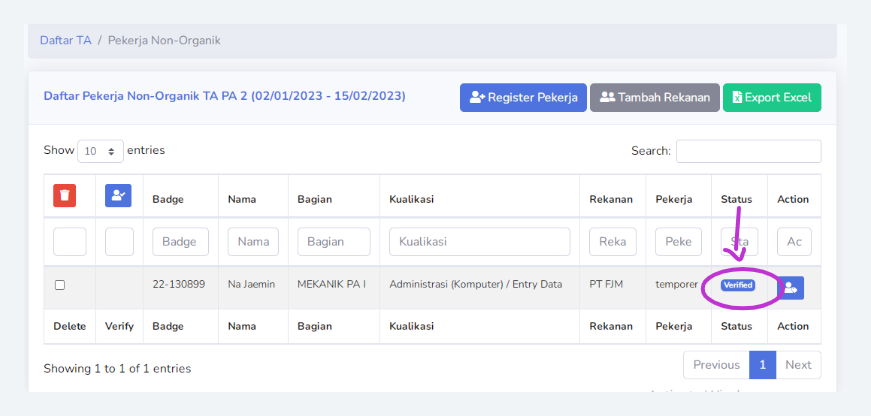 Daftar TA / Pekerja Non-Organik
Daftar Pekerja Non-Organik TA PA 2 (02/01/2023 - 15/02/2023)
Register Pekerja
Tambah Rekanan
Export Excel
Show 10 entries
Search:
Badge Nama Bagian Kualikasi Rekanan Pekerja Status Action
Badge Nama Bagian Kualikasi Reka Peke Sta Ac
22-130899 Na Jaemin MEKANIK PA I Administrasi (Komputer) / Entry Data PT FJM temporer Verified
Delete Verify Badge Nama Bagian Kualikasi Rekanan Pekerja Status Action
Showing 1 to 1 of 1 entries
Previous 1 Next